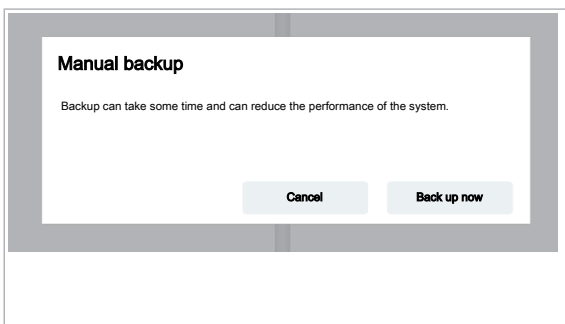 Manual backup
Backup can take some time and can reduce the performance of the system.
Cancel
Back up now